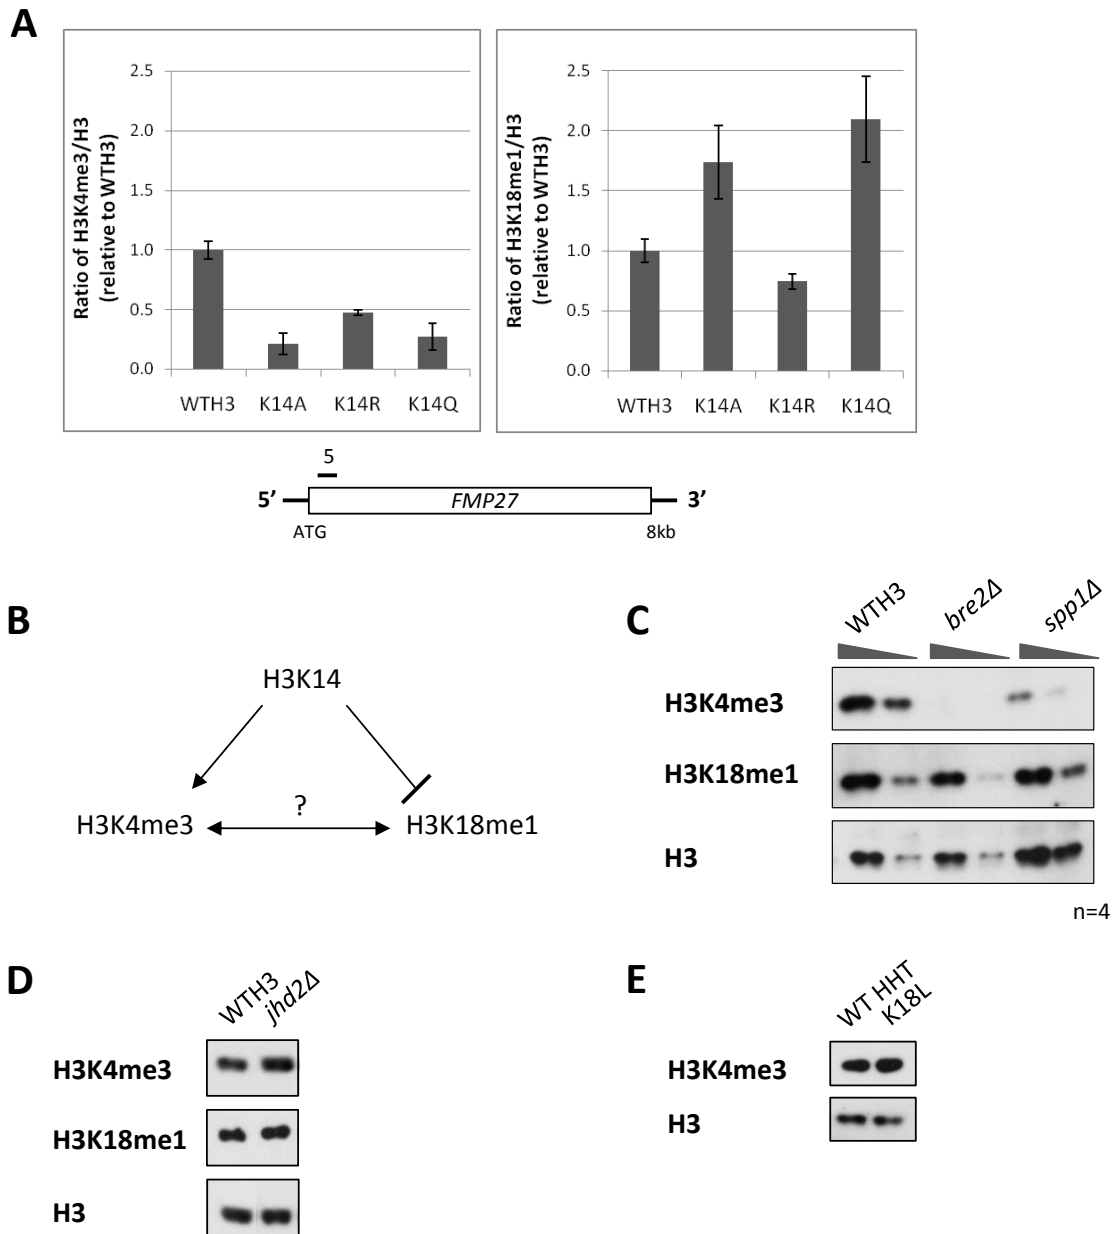 A
Ratio of H3K4me3/H3
(relative to WTH3)
2.5
2.0
1.5
1.0
0.5
0.0
WTH3 K14A K14R K14Q
Ratio of H3K18me1/H3
(relative to WTH3)
2.5
2.0
1.5
1.0
0.5
0.0
WTH3 K14A K14R K14Q
5
5’ FMP27 3’
ATG 8kb
B
H3K14
?
H3K4me3 H3K18me1
C
WTH3 bre2Δ spp1Δ
H3K4me3
H3K18me1
H3
n=4
D
WTH3 jhd2Δ
H3K4me3
H3K18me1
H3
E
WT HHT
K18L
H3K4me3
H3